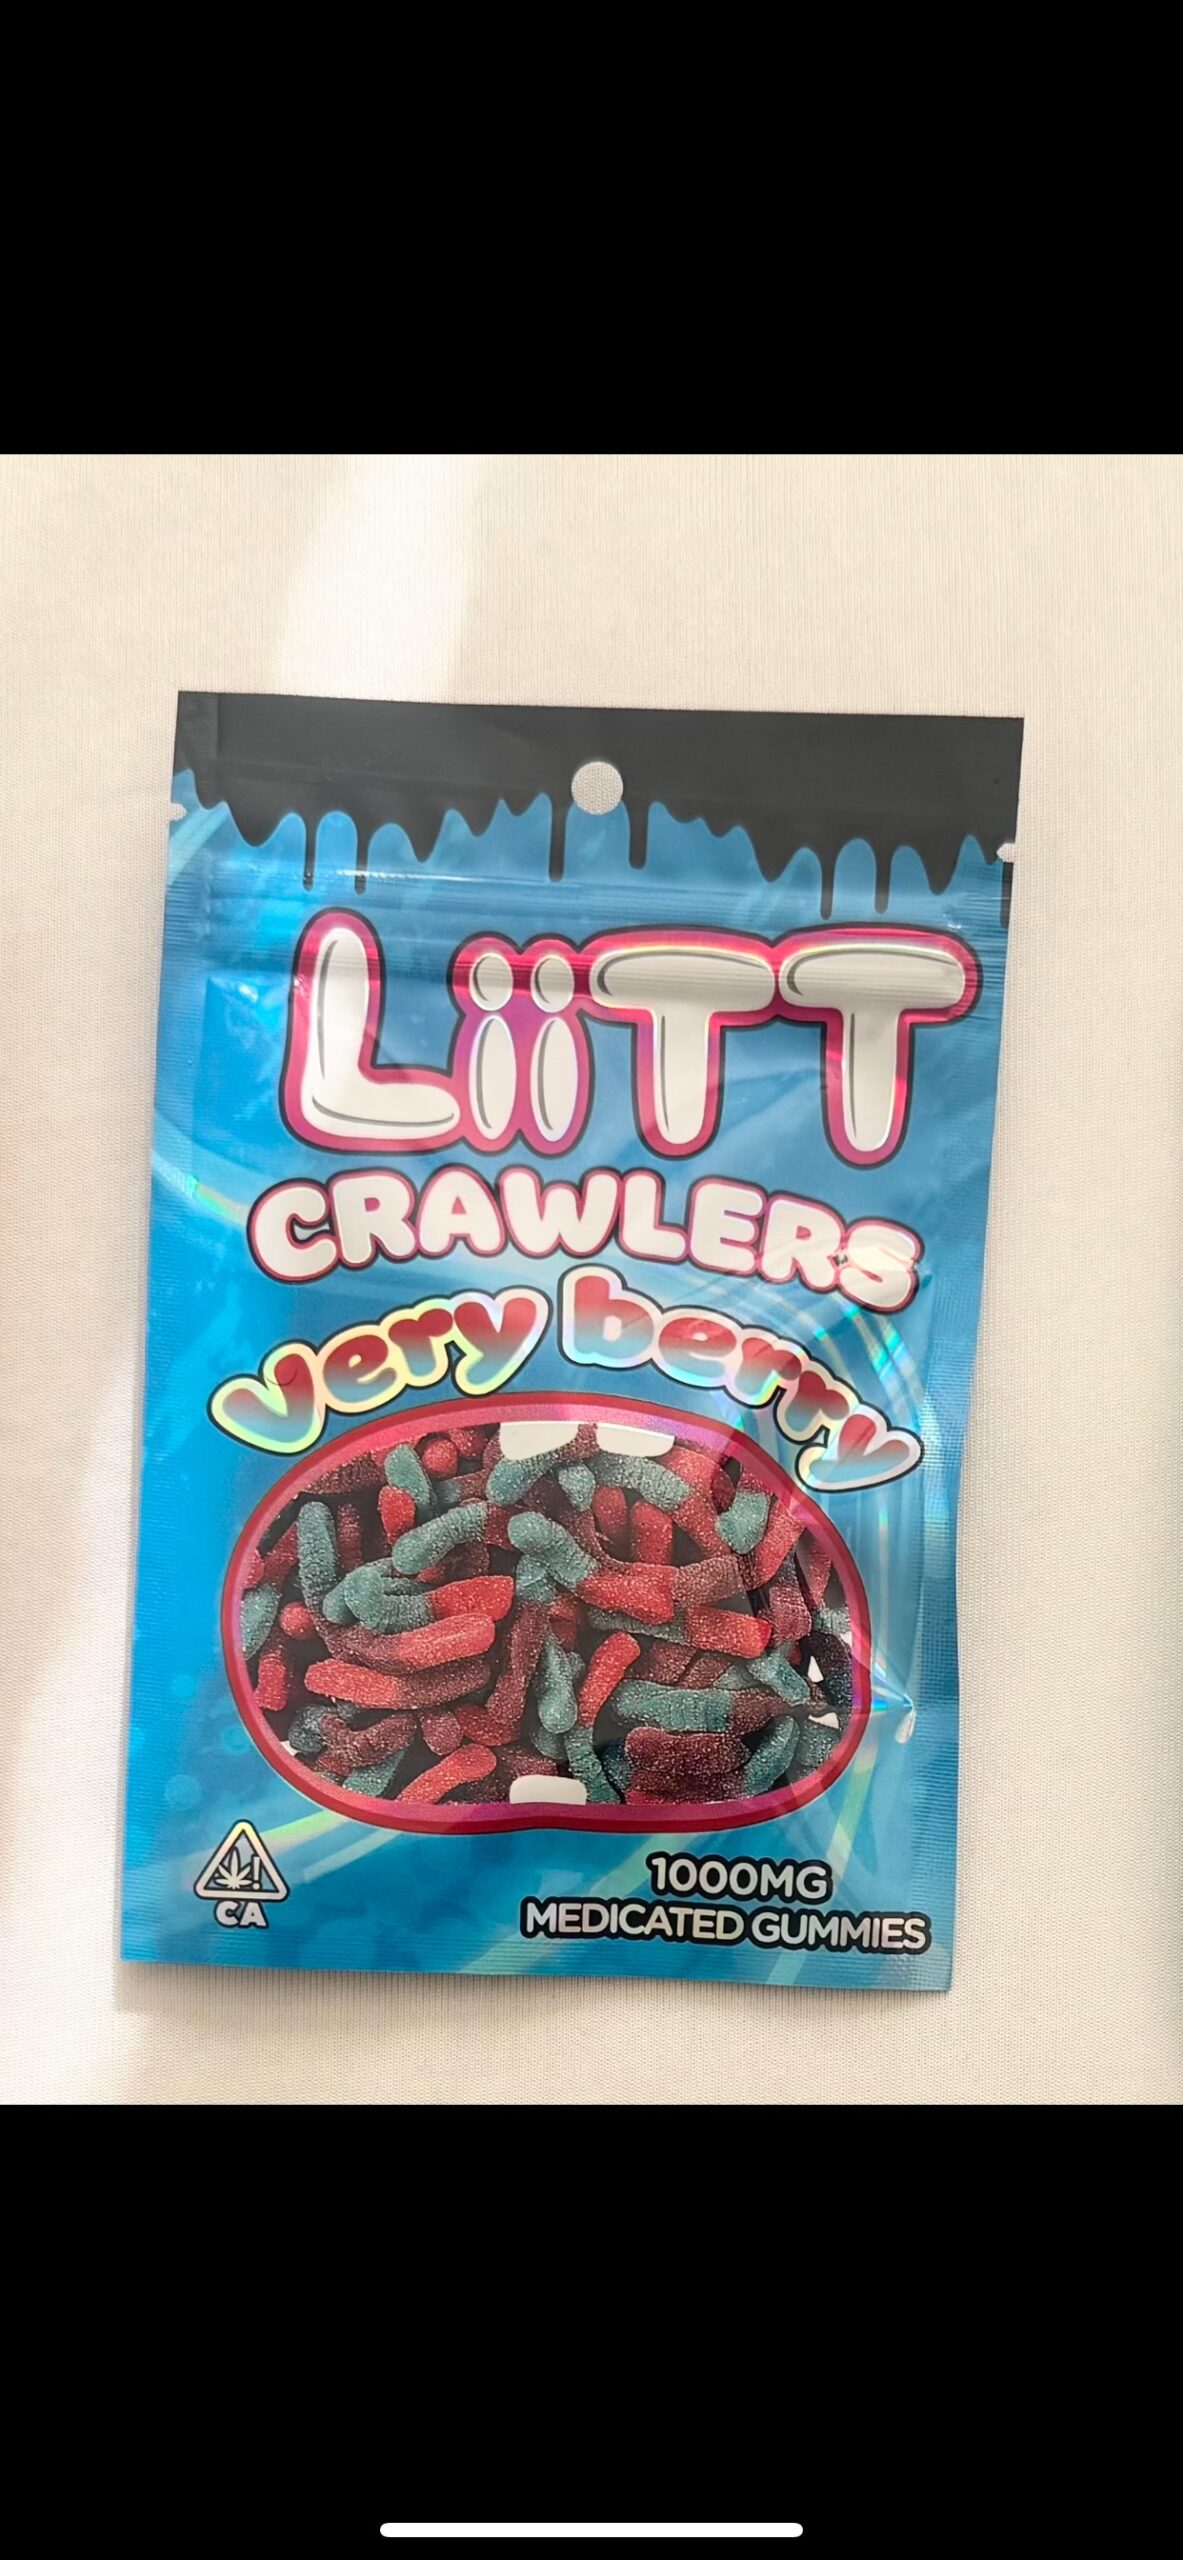 LiiTT
CRAWLERS
very berry
!
CA
1000MG
MEDICATED GUMMIES